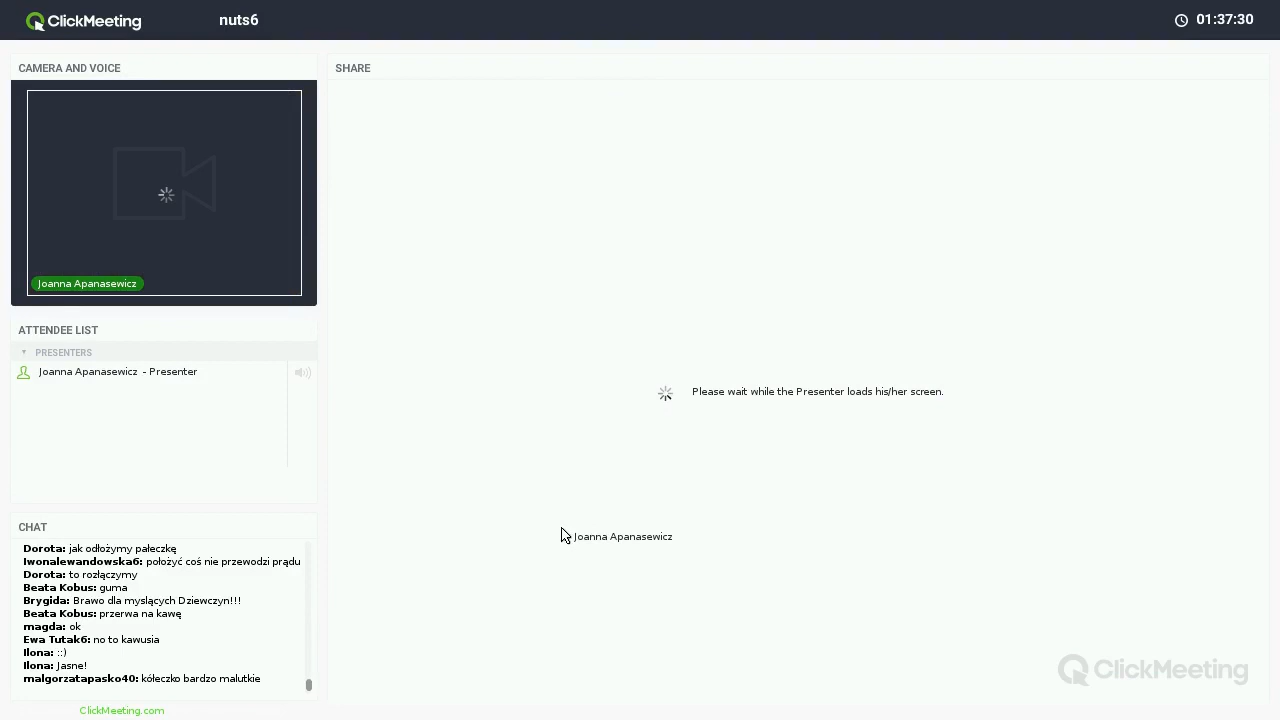 ClickMeeting
nuts6
01:37:30
CAMERA AND VOICE
Joanna Apanasewicz
ATTENDEE LIST
PRESENTERS
Joanna Apanasewicz - Presenter
CHAT
Dorota: jak odłożymy pałeczkę
Iwonalewandowska6: położyć coś nie przewodzi prądu
Dorota: to rozłączymy
Beata Kobus: guma
Brygida: Brawo dla myslących Dziewczyn!!!
Beata Kobus: przerwa na kawę
magda: ok
Ewa Tutak6: no to kawusia
Ilona: ::)
Ilona: Jasne!
malgorzatapasko40: kółeczko bardzo malutkie
ClickMeeting.com
SHARE
Please wait while the Presenter loads his/her screen.
Joanna Apanasewicz
ClickMeeting